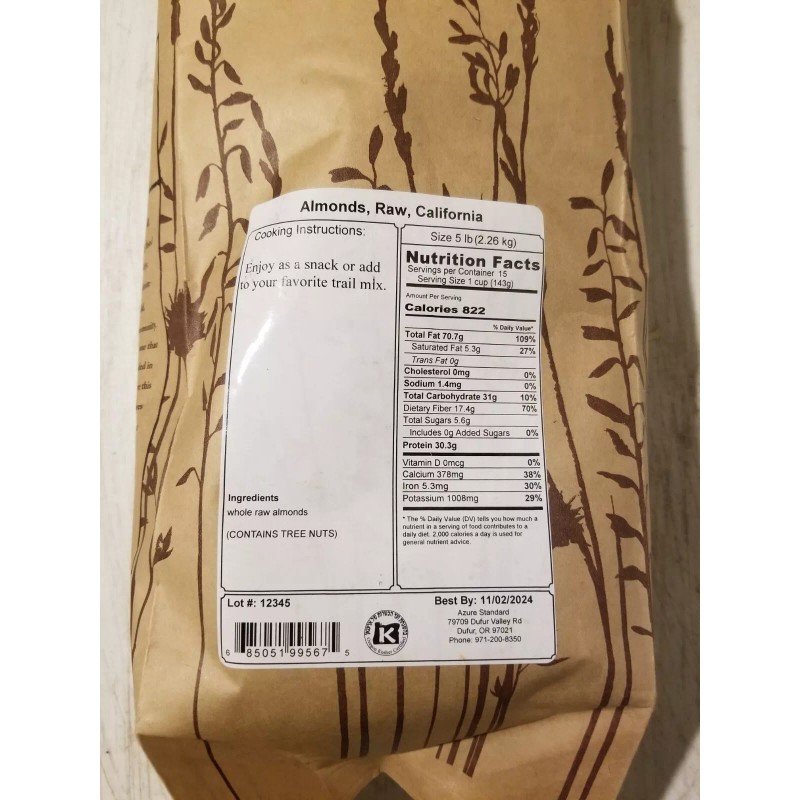 Almonds, Raw, California
Cooking Instructions:
Enjoy as a snack or add
to your favorite trail mix.
Ingredients
whole raw almonds
(CONTAINS TREE NUTS)
Size 5 lb (2.26 kg)
Nutrition Facts
Servings per Container 15
Serving Size 1 cup (143g)
Amount Per Serving
Calories 822
% Daily Value*
Total Fat 70.7g 109%
Saturated Fat 5.3g 27%
Trans Fat 0g
Cholesterol 0mg 0%
Sodium 1.4mg 0%
Total Carbohydrate 31g 10%
Dietary Fiber 17.4g 70%
Total Sugars 5.6g
Includes 0g Added Sugars 0%
Protein 30.3g
Vitamin D 0mcg 0%
Calcium 378mg 38%
Iron 5.3mg 30%
Potassium 1008mg 29%
* The % Daily Value (DV) tells you how much a
nutrient in a serving of food contributes to a
daily diet. 2,000 calories a day is used for
general nutrient advice.
Lot #: 12345
6 85051 99567 5
K
Best By: 11/02/2024
Azure Standard
79709 Dufur Valley Rd
Dufur, OR 97021
Phone: 971-200-8350